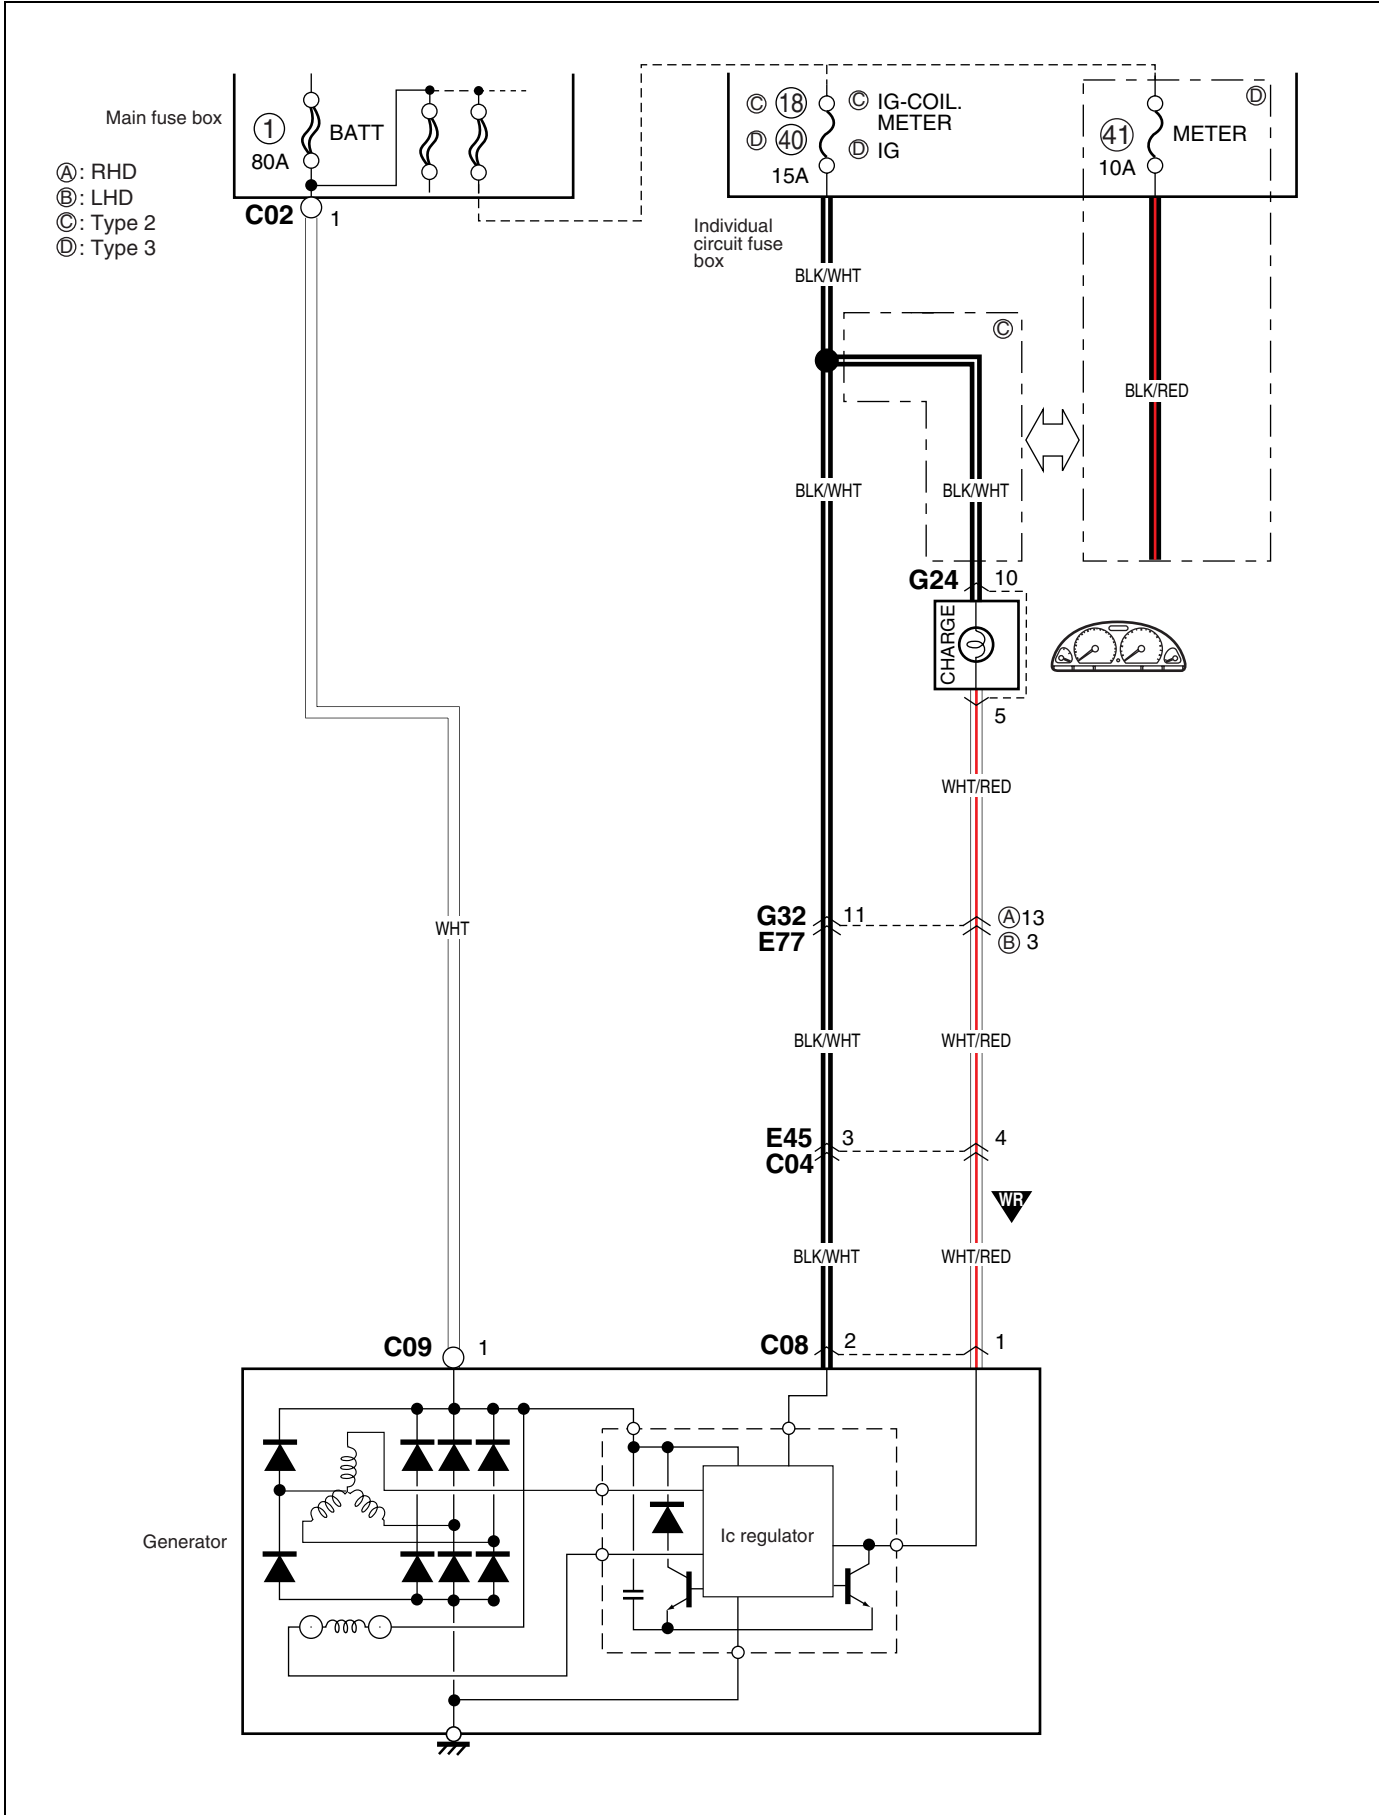 Main fuse box
1
80A
BATT
Ⓐ: RHD
Ⓑ: LHD
Ⓒ: Type 2
Ⓓ: Type 3
C02
1
Ⓒ 18
Ⓓ 40
15A
Ⓒ IG-COIL.
METER
Ⓓ IG
41
10A
METER
Ⓓ
Individual
circuit fuse
box
BLK/WHT
Ⓒ
BLK/RED
BLK/WHT
BLK/WHT
G24
10
CHARGE
5
WHT/RED
WHT
G32
E77
11
Ⓐ13
Ⓑ 3
BLK/WHT
WHT/RED
E45
C04
3
4
WR
BLK/WHT
WHT/RED
C09
1
C08
2
1
Generator
Ic regulator